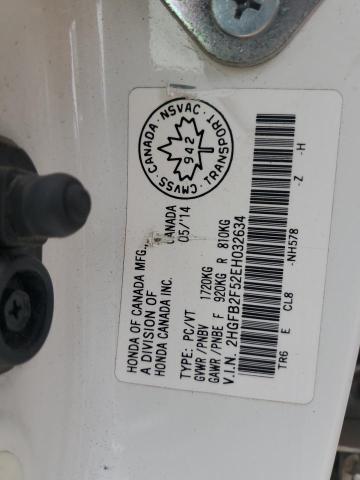 HONDA OF CANADA MFG.,
A DIVISION OF
HONDA CANADA INC.
CANADA
05/'14
CMVSS·CANADA·NSVAC·TRANSPORT
942
TYPE: PC/VT
GVWR/PNBV 1720KG
GAWR/PNBE F 920KG R 810KG
V.I.N. 2HGFB2F52EH032634
TR6 E CL8 -NH578 -Z -H